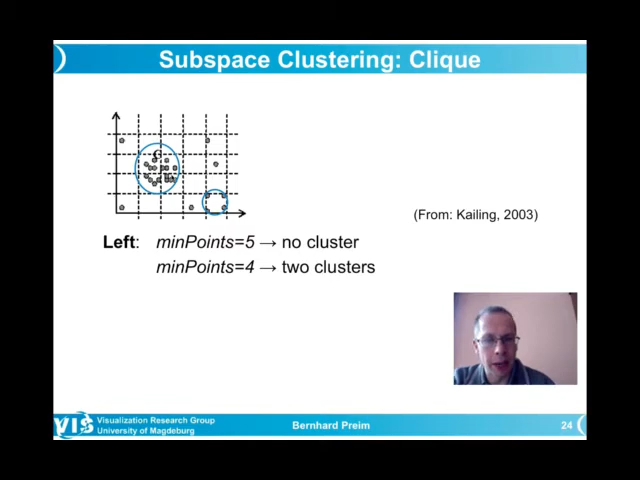 Subspace Clustering: Clique
C
(From: Kailing, 2003)
Left: minPoints=5 → no cluster
minPoints=4 → two clusters
VIS
Visualization Research Group
University of Magdeburg
Bernhard Preim
24